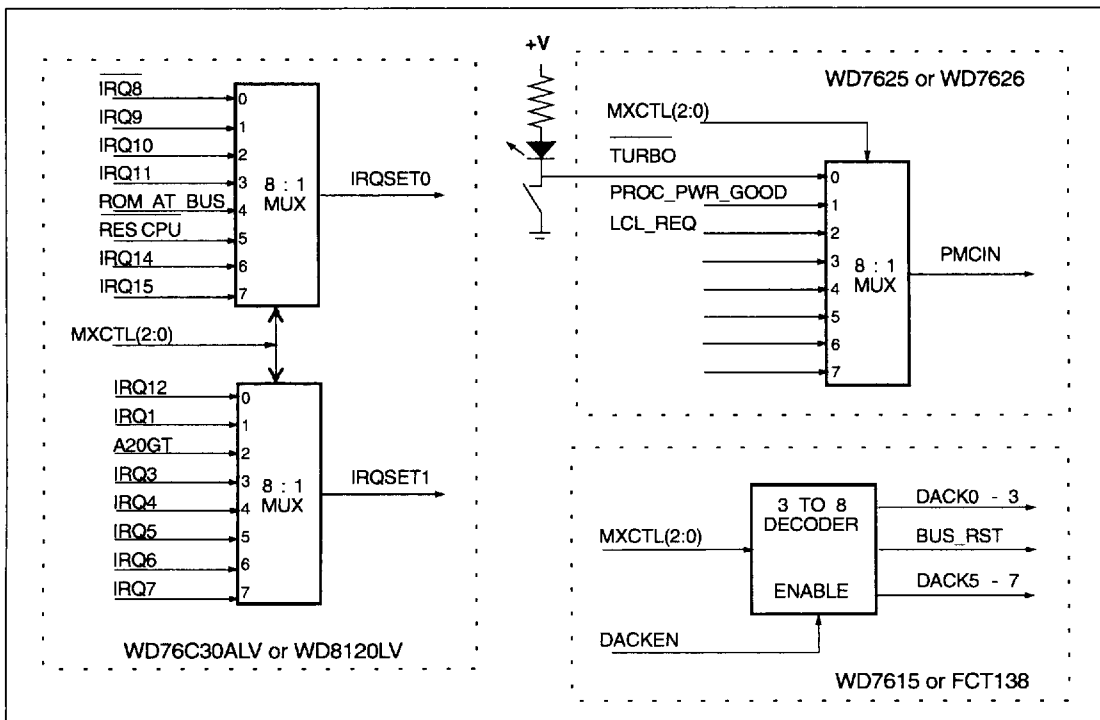 IRQ8
0
IRQ9
1
IRQ10
2
IRQ11
3
ROM AT BUS
4
RES CPU
5
IRQ14
6
IRQ15
7
8 : 1
MUX
IRQSET0
MXCTL(2:0)
IRQ12
0
IRQ1
1
A20GT
2
IRQ3
3
IRQ4
4
IRQ5
5
IRQ6
6
IRQ7
7
8 : 1
MUX
IRQSET1
WD76C30ALV or WD8120LV
+V
WD7625 or WD7626
MXCTL(2:0)
TURBO
0
PROC_PWR_GOOD
1
LCL_REQ
2
3
4
5
6
7
8 : 1
MUX
PMCIN
3 TO 8
DECODER
ENABLE
MXCTL(2:0)
DACKEN
DACK0 - 3
BUS_RST
DACK5 - 7
WD7615 or FCT138